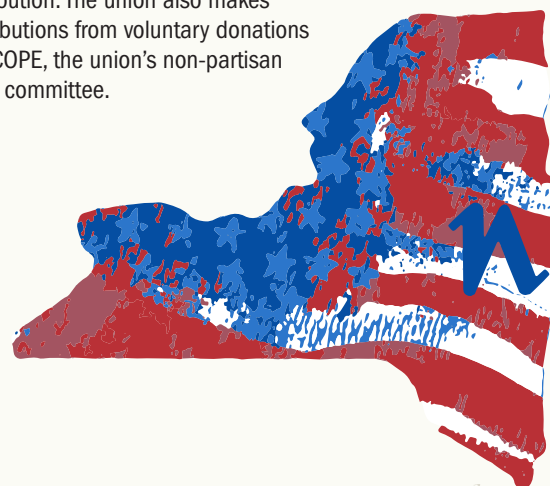 bution. The union also makes
butions from voluntary donations
COPE, the union's non-partisan
committee.
n